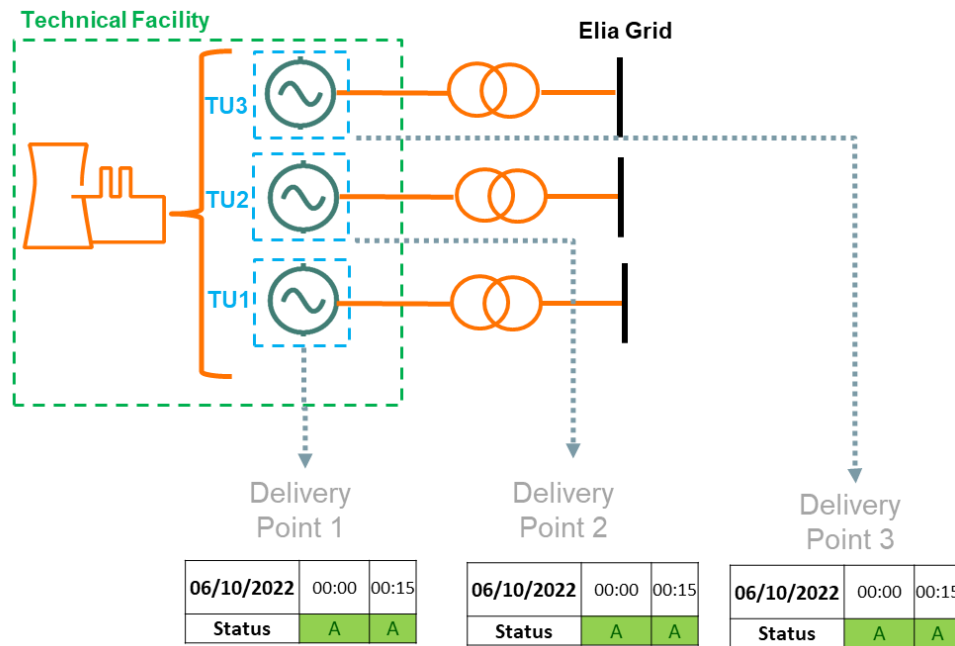 Technical Facility
Elia Grid
TU3
TU2
TU1
Delivery
Point 1
Delivery
Point 2
Delivery
Point 3
06/10/2022 00:00 00:15
Status A A
06/10/2022 00:00 00:15
Status A A
06/10/2022 00:00 00:15
Status A A